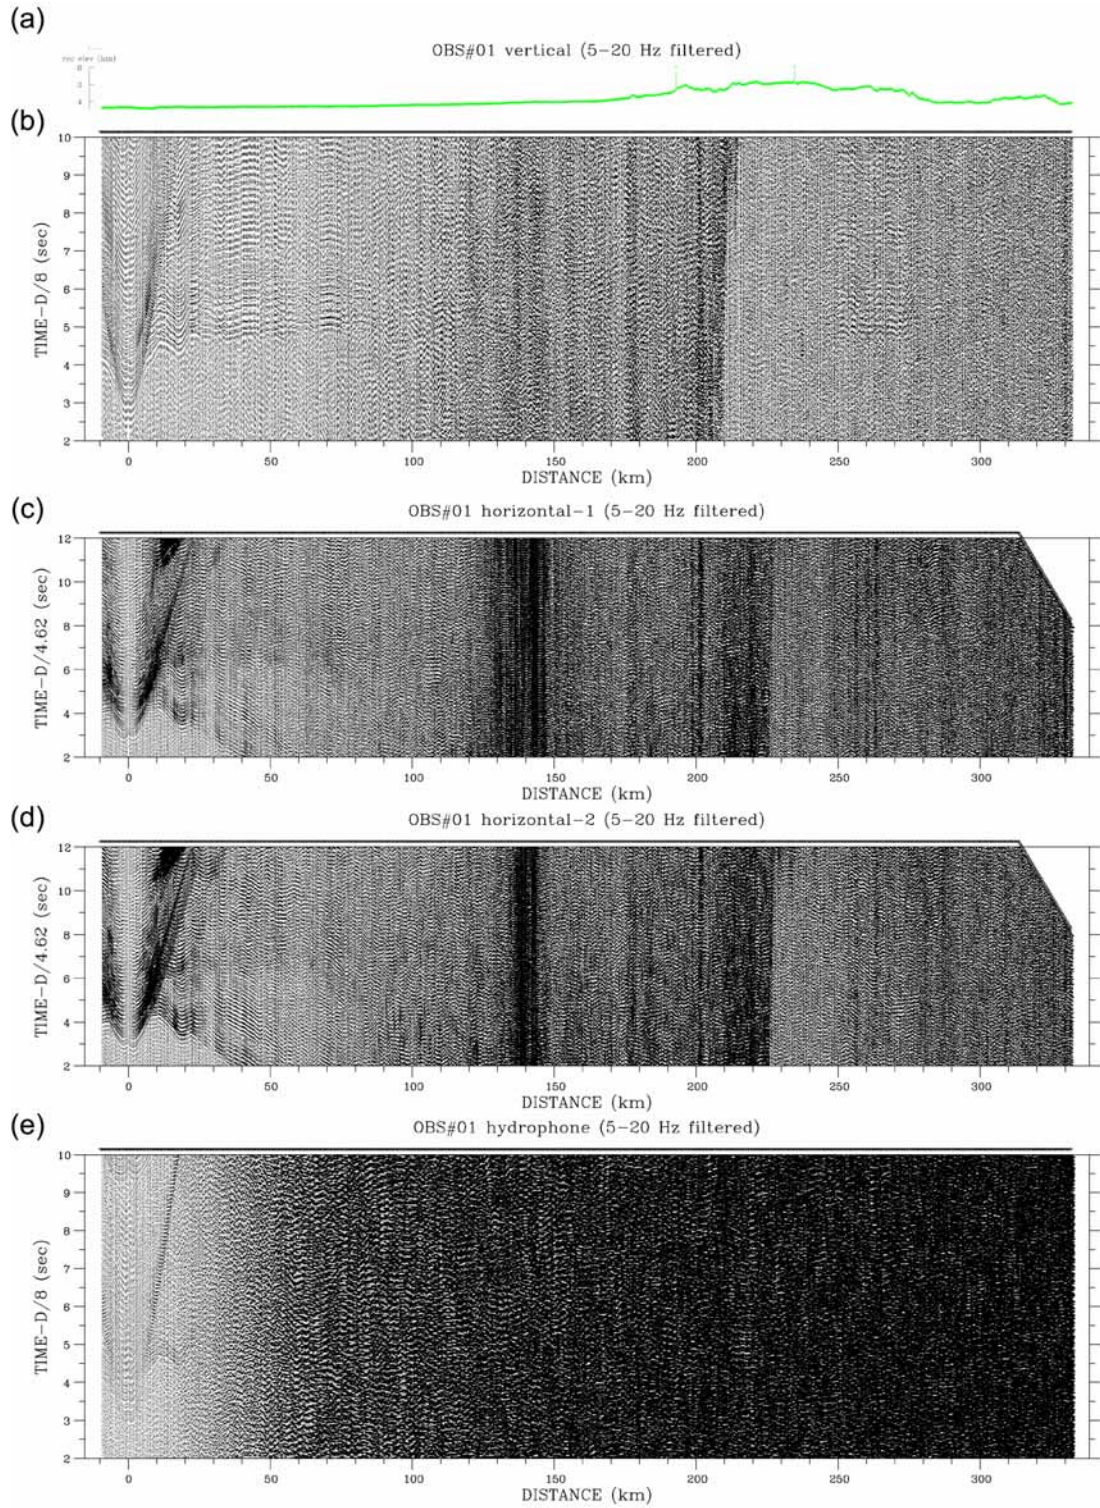 (a)
OBS#01 vertical (5-20 Hz filtered)
(km)
0
4
(b)
10
9
8
7
6
5
4
3
2
TIME-D/8 (sec)
0 50 100 150 200 250 300
DISTANCE (km)
(c)
OBS#01 horizontal-1 (5-20 Hz filtered)
12
10
8
6
4
2
TIME-D/4.62 (sec)
0 50 100 150 200 250 300
DISTANCE (km)
(d)
OBS#01 horizontal-2 (5-20 Hz filtered)
12
10
8
6
4
2
TIME-D/4.62 (sec)
0 50 100 150 200 250 300
DISTANCE (km)
(e)
OBS#01 hydrophone (5-20 Hz filtered)
10
9
8
7
6
5
4
3
2
TIME-D/8 (sec)
0 50 100 150 200 250 300
DISTANCE (km)